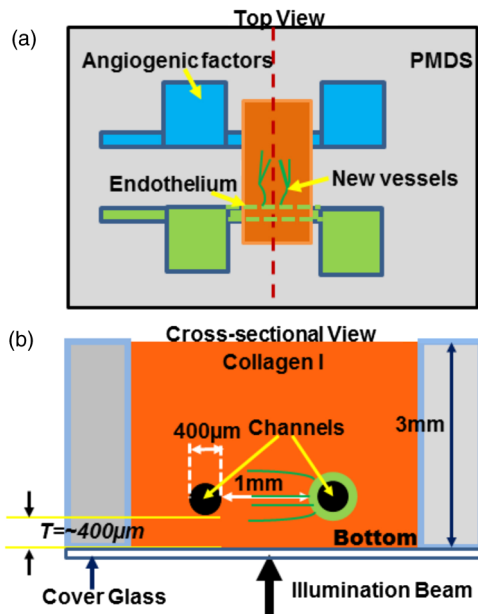 Top View
(a)
Angiogenic factors
PMDS
Endothelium
New vessels
(b)
Cross-sectional View
Collagen I
400μm
Channels
3mm
1mm
T=~400μm
Bottom
Cover Glass
Illumination Beam